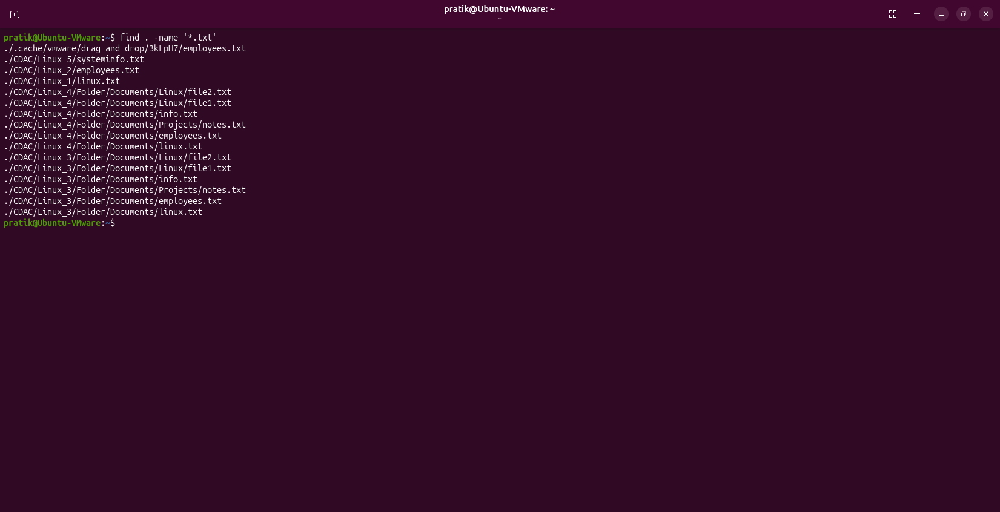 pratik@Ubuntu-VMware: ~
~
pratik@Ubuntu-VMware:~$ find . -name '*.txt'
./.cache/vmware/drag_and_drop/3kLpH7/employees.txt
./CDAC/Linux_5/systeminfo.txt
./CDAC/Linux_2/employees.txt
./CDAC/Linux_1/linux.txt
./CDAC/Linux_4/Folder/Documents/Linux/file2.txt
./CDAC/Linux_4/Folder/Documents/Linux/file1.txt
./CDAC/Linux_4/Folder/Documents/info.txt
./CDAC/Linux_4/Folder/Documents/Projects/notes.txt
./CDAC/Linux_4/Folder/Documents/employees.txt
./CDAC/Linux_4/Folder/Documents/linux.txt
./CDAC/Linux_3/Folder/Documents/Linux/file2.txt
./CDAC/Linux_3/Folder/Documents/Linux/file1.txt
./CDAC/Linux_3/Folder/Documents/info.txt
./CDAC/Linux_3/Folder/Documents/Projects/notes.txt
./CDAC/Linux_3/Folder/Documents/employees.txt
./CDAC/Linux_3/Folder/Documents/linux.txt
pratik@Ubuntu-VMware:~$